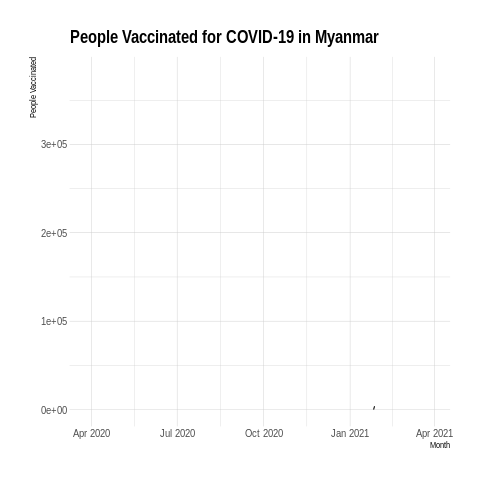 People Vaccinated for COVID-19 in Myanmar
People Vaccinated
3e+05
2e+05
1e+05
0e+00
Apr 2020 Jul 2020 Oct 2020 Jan 2021 Apr 2021
Month